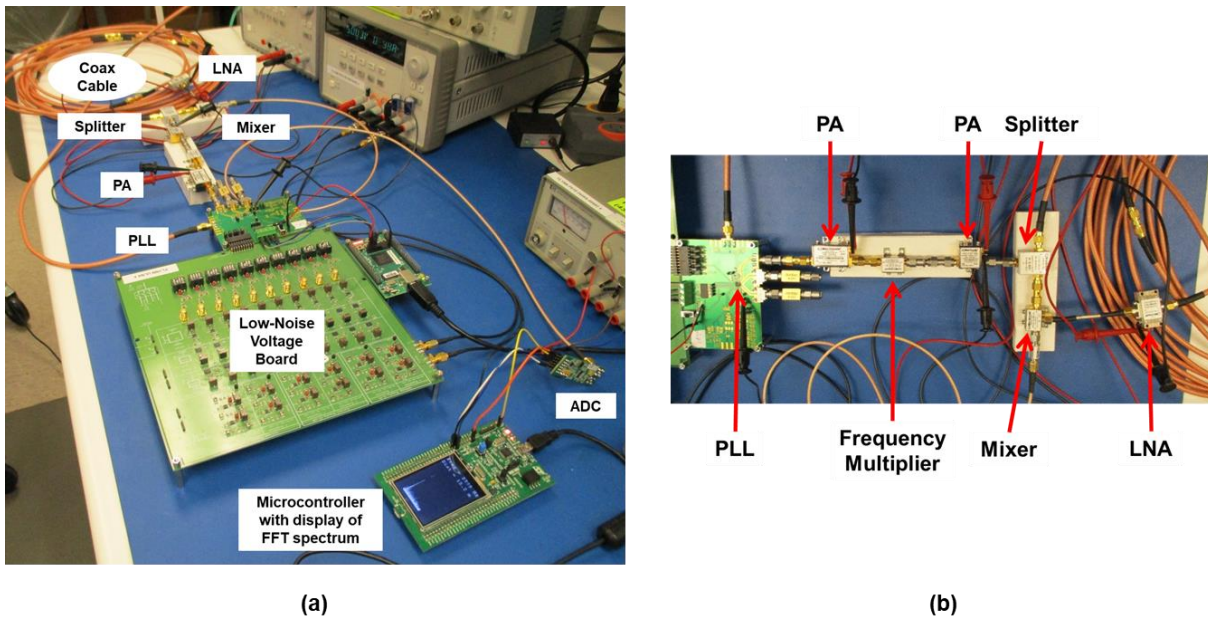 Coax
Cable
LNA
Splitter
Mixer
PA
PLL
Low-Noise
Voltage
Board
ADC
Microcontroller
with display of
FFT spectrum
(a)
PA
PA
Splitter
PLL
Frequency
Multiplier
Mixer
LNA
(b)